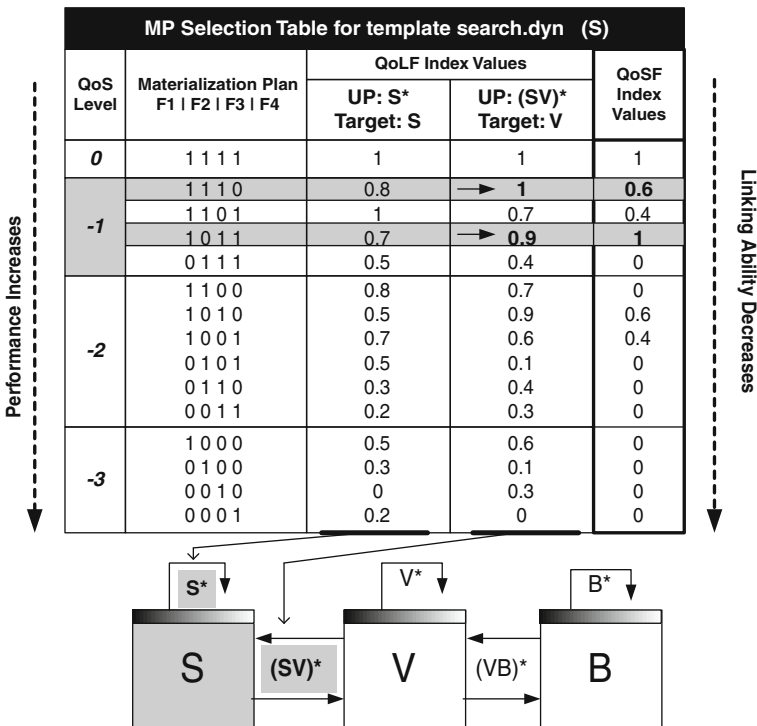 MP Selection Table for template search.dyn (S)
QoS Level
Materialization Plan
F1 | F2 | F3 | F4
QoLF Index Values
UP: S*
Target: S
UP: (SV)*
Target: V
QoSF Index Values
0 1 1 1 1 1 1 1
-1
1 1 1 0 0.8 1 0.6
1 1 0 1 1 0.7 0.4
1 0 1 1 0.7 0.9 1
0 1 1 1 0.5 0.4 0
-2
1 1 0 0 0.8 0.7 0
1 0 1 0 0.5 0.9 0.6
1 0 0 1 0.7 0.6 0.4
0 1 0 1 0.5 0.1 0
0 1 1 0 0.3 0.4 0
0 0 1 1 0.2 0.3 0
-3
1 0 0 0 0.5 0.6 0
0 1 0 0 0.3 0.1 0
0 0 1 0 0 0.3 0
0 0 0 1 0.2 0 0
Performance Increases
Linking Ability Decreases
S*
V*
B*
S
(SV)*
V
(VB)*
B